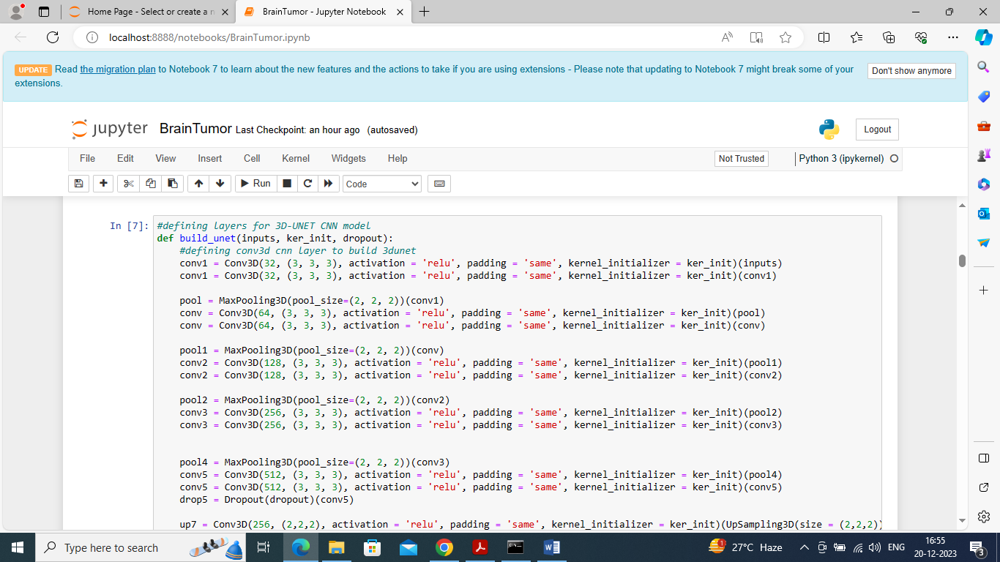 Home Page - Select or create a n
BrainTumor - Jupyter Notebook
localhost:8888/notebooks/BrainTumor.ipynb
UPDATE Read the migration plan to Notebook 7 to learn about the new features and the actions to take if you are using extensions - Please note that updating to Notebook 7 might break some of your
extensions.
Don't show anymore
jupyter BrainTumor Last Checkpoint: an hour ago (autosaved)
Logout
File Edit View Insert Cell Kernel Widgets Help
Not Trusted
Python 3 (ipykernel)
Run
Code
In [7]: #defining layers for 3D-UNET CNN model
def build_unet(inputs, ker_init, dropout):
#defining conv3d cnn layer to build 3dunet
conv1 = Conv3D(32, (3, 3, 3), activation = 'relu', padding = 'same', kernel_initializer = ker_init)(inputs)
conv1 = Conv3D(32, (3, 3, 3), activation = 'relu', padding = 'same', kernel_initializer = ker_init)(conv1)
pool = MaxPooling3D(pool_size=(2, 2, 2))(conv1)
conv = Conv3D(64, (3, 3, 3), activation = 'relu', padding = 'same', kernel_initializer = ker_init)(pool)
conv = Conv3D(64, (3, 3, 3), activation = 'relu', padding = 'same', kernel_initializer = ker_init)(conv)
pool1 = MaxPooling3D(pool_size=(2, 2, 2))(conv)
conv2 = Conv3D(128, (3, 3, 3), activation = 'relu', padding = 'same', kernel_initializer = ker_init)(pool1)
conv2 = Conv3D(128, (3, 3, 3), activation = 'relu', padding = 'same', kernel_initializer = ker_init)(conv2)
pool2 = MaxPooling3D(pool_size=(2, 2, 2))(conv2)
conv3 = Conv3D(256, (3, 3, 3), activation = 'relu', padding = 'same', kernel_initializer = ker_init)(pool2)
conv3 = Conv3D(256, (3, 3, 3), activation = 'relu', padding = 'same', kernel_initializer = ker_init)(conv3)
pool4 = MaxPooling3D(pool_size=(2, 2, 2))(conv3)
conv5 = Conv3D(512, (3, 3, 3), activation = 'relu', padding = 'same', kernel_initializer = ker_init)(pool4)
conv5 = Conv3D(512, (3, 3, 3), activation = 'relu', padding = 'same', kernel_initializer = ker_init)(conv5)
drop5 = Dropout(dropout)(conv5)
up7 = Conv3D(256, (2,2,2), activation = 'relu', padding = 'same', kernel_initializer = ker_init)(UpSampling3D(size = (2,2,2))
Type here to search
1
27°C Haze
ENG
16:55
20-12-2023
3